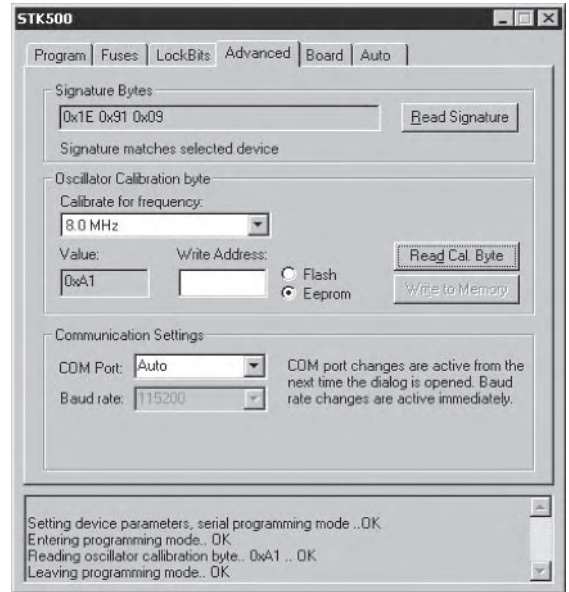 STK500
Program Fuses LockBits Advanced Board Auto
Signature Bytes
0x1E 0x91 0x09
Read Signature
Signature matches selected device
Oscillator Calibration byte
Calibrate for frequency:
8.0 MHz
Value: Write Address:
0xA1
Flash
Eeprom
Read Cal. Byte
Write to Memory
Communication Settings
COM Port: Auto
Baud rate: 115200
COM port changes are active from the
next time the dialog is opened. Baud
rate changes are active immediately.
Setting device parameters, serial programming mode ..OK
Entering programming mode.. OK
Reading oscillator callibration byte.. 0xA1 .. OK
Leaving programming mode.. OK